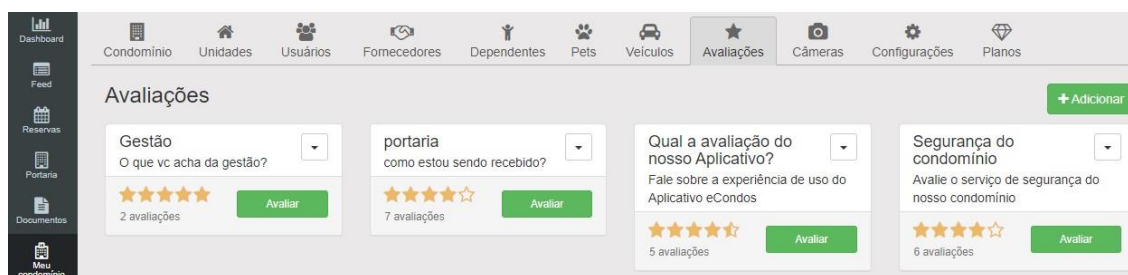 Dashboard
Feed
Reservas
Portaria
Documentos
Meu
condomínio
Condomínio Unidades Usuários Fornecedores Dependentes Pets Veículos Avaliações Câmeras Configurações Planos
Avaliações
+ Adicionar
Gestão
O que vc acha da gestão?
2 avaliações
Avaliar
portaria
como estou sendo recebido?
7 avaliações
Avaliar
Qual a avaliação do
nosso Aplicativo?
Fale sobre a experiência de uso do
Aplicativo eCondos
5 avaliações
Avaliar
Segurança do
condomínio
Avalie o serviço de segurança do
nosso condomínio
6 avaliações
Avaliar